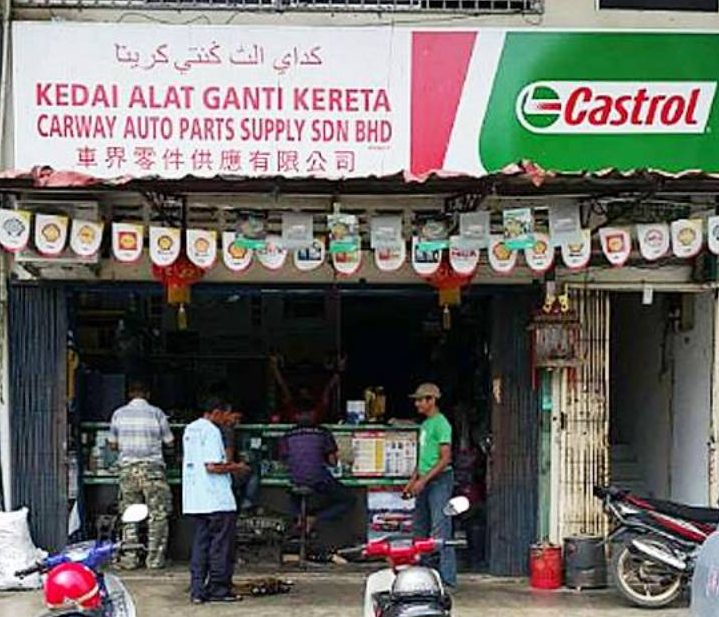 كداي الت ݢنتي كريتا
KEDAI ALAT GANTI KERETA
CARWAY AUTO PARTS SUPPLY SDN BHD
車界零件供應有限公司
Castrol